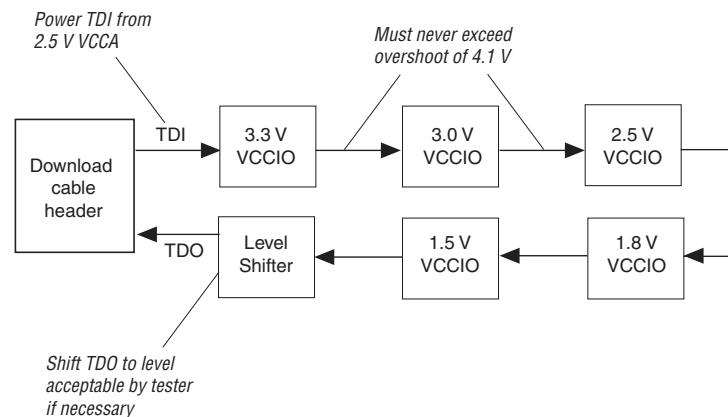 Power TDI from
2.5 V VCCA
Must never exceed
overshoot of 4.1 V
Download
cable
header
TDI
3.3 V
VCCIO
3.0 V
VCCIO
2.5 V
VCCIO
TDO
Level
Shifter
1.5 V
VCCIO
1.8 V
VCCIO
Shift TDO to level
acceptable by tester
if necessary